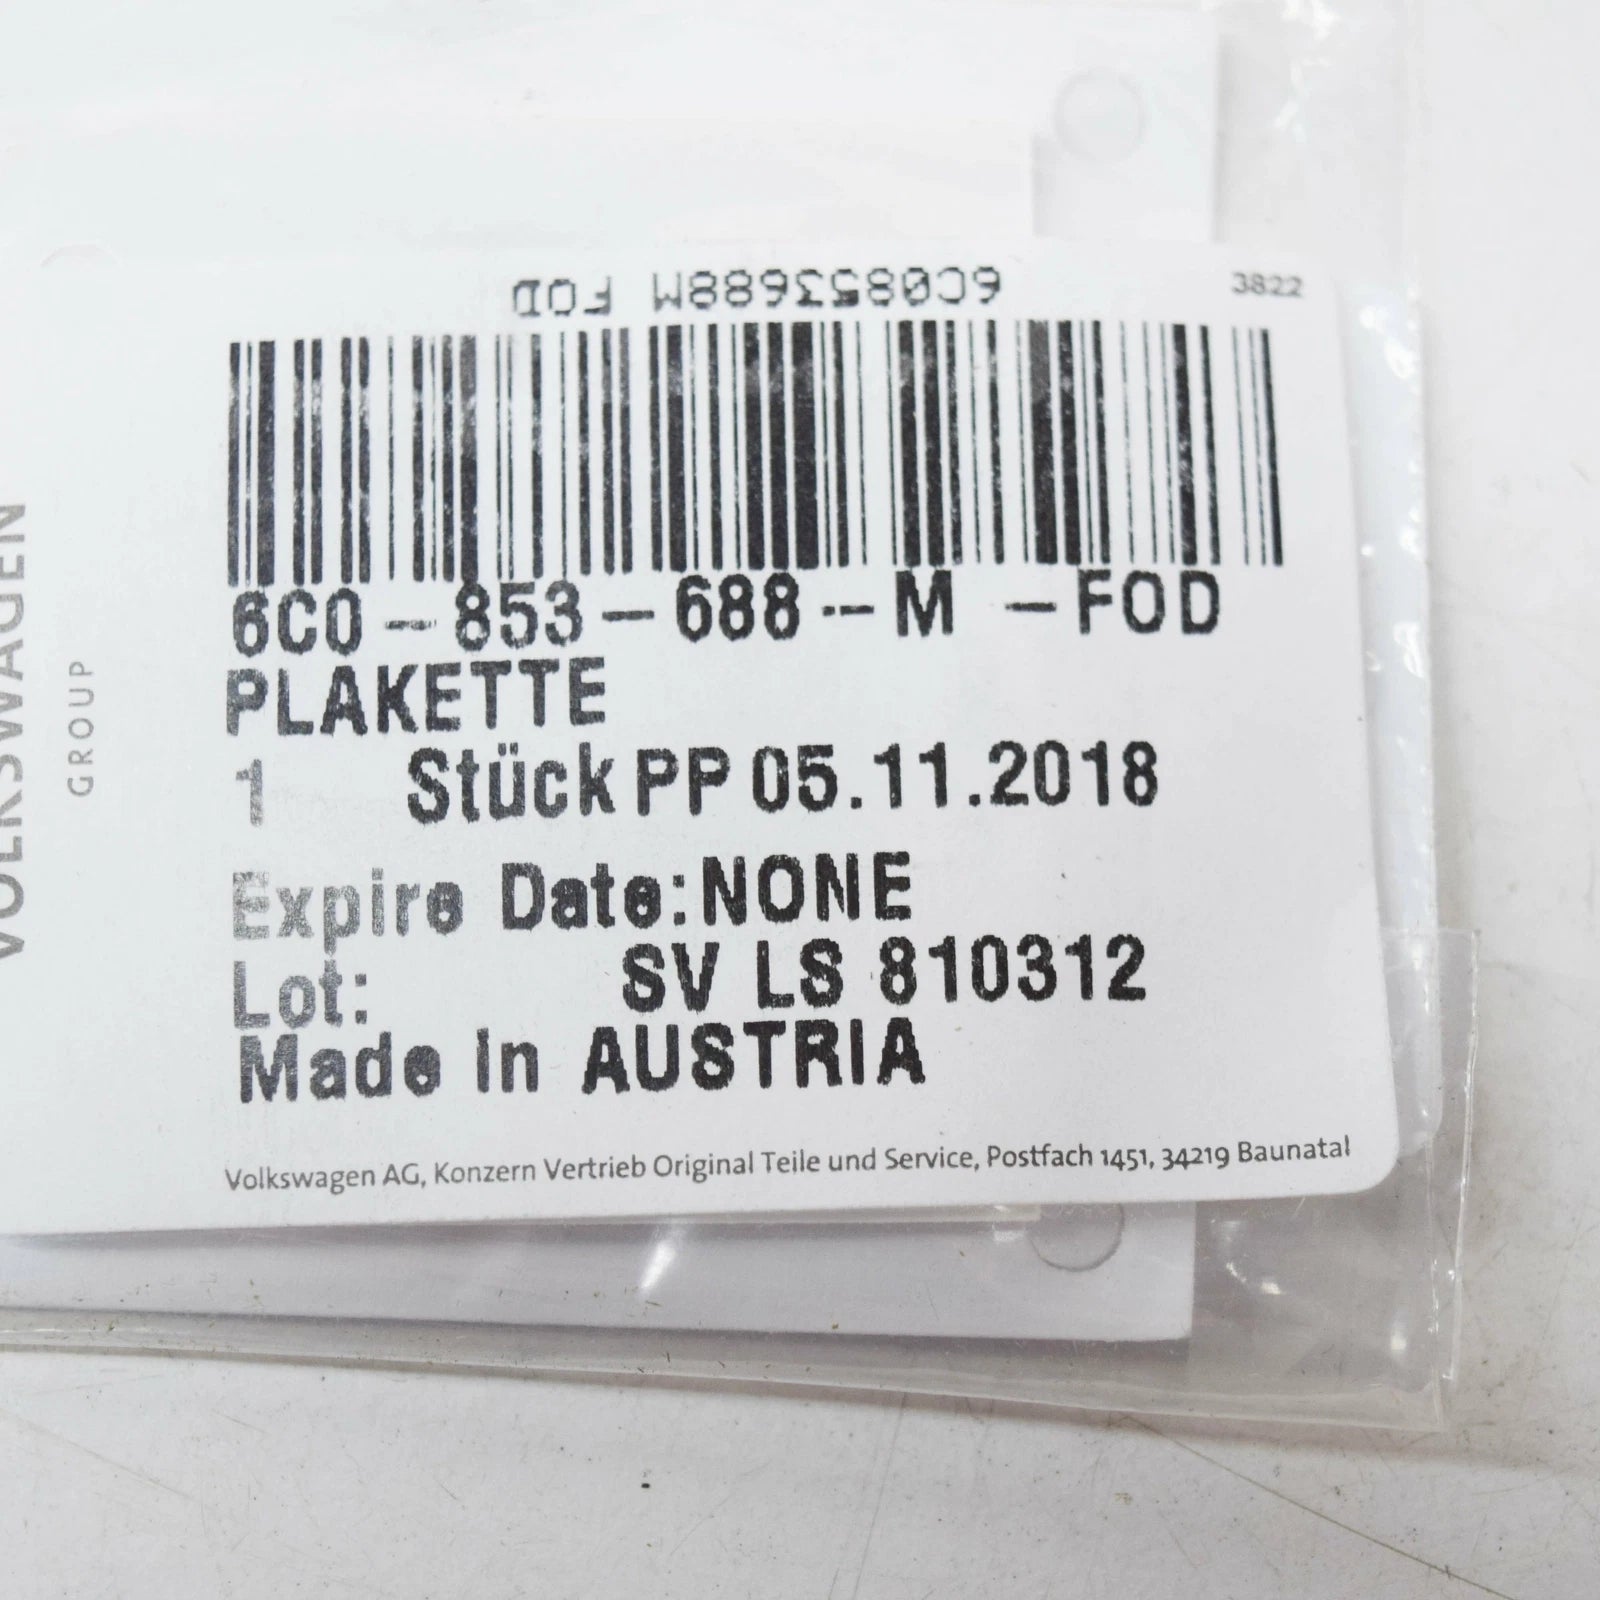 6C0853688M FOD
3822
6C0-853-688--M -FOD
PLAKETTE
1 Stück PP 05.11.2018
Expire Date:NONE
Lot: SV LS 810312
Made in AUSTRIA
Volkswagen AG, Konzern Vertrieb Original Teile und Service, Postfach 1451, 34219 Baunatal
VOLKSWAGEN
GROUP